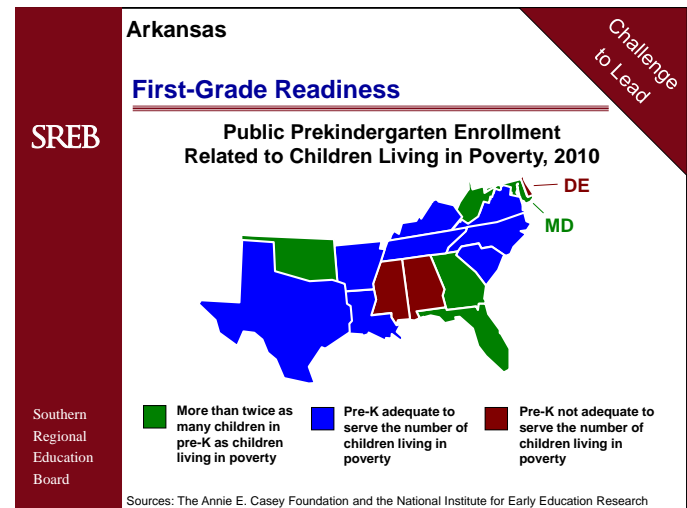 Arkansas
Challenge
to Lead
First-Grade Readiness
SREB
Public Prekindergarten Enrollment
Related to Children Living in Poverty, 2010
DE
MD
More than twice as
many children in
pre-K as children
living in poverty
Pre-K adequate to
serve the number of
children living in
poverty
Pre-K not adequate to
serve the number of
children living in
poverty
Southern
Regional
Education
Board
Sources: The Annie E. Casey Foundation and the National Institute for Early Education Research